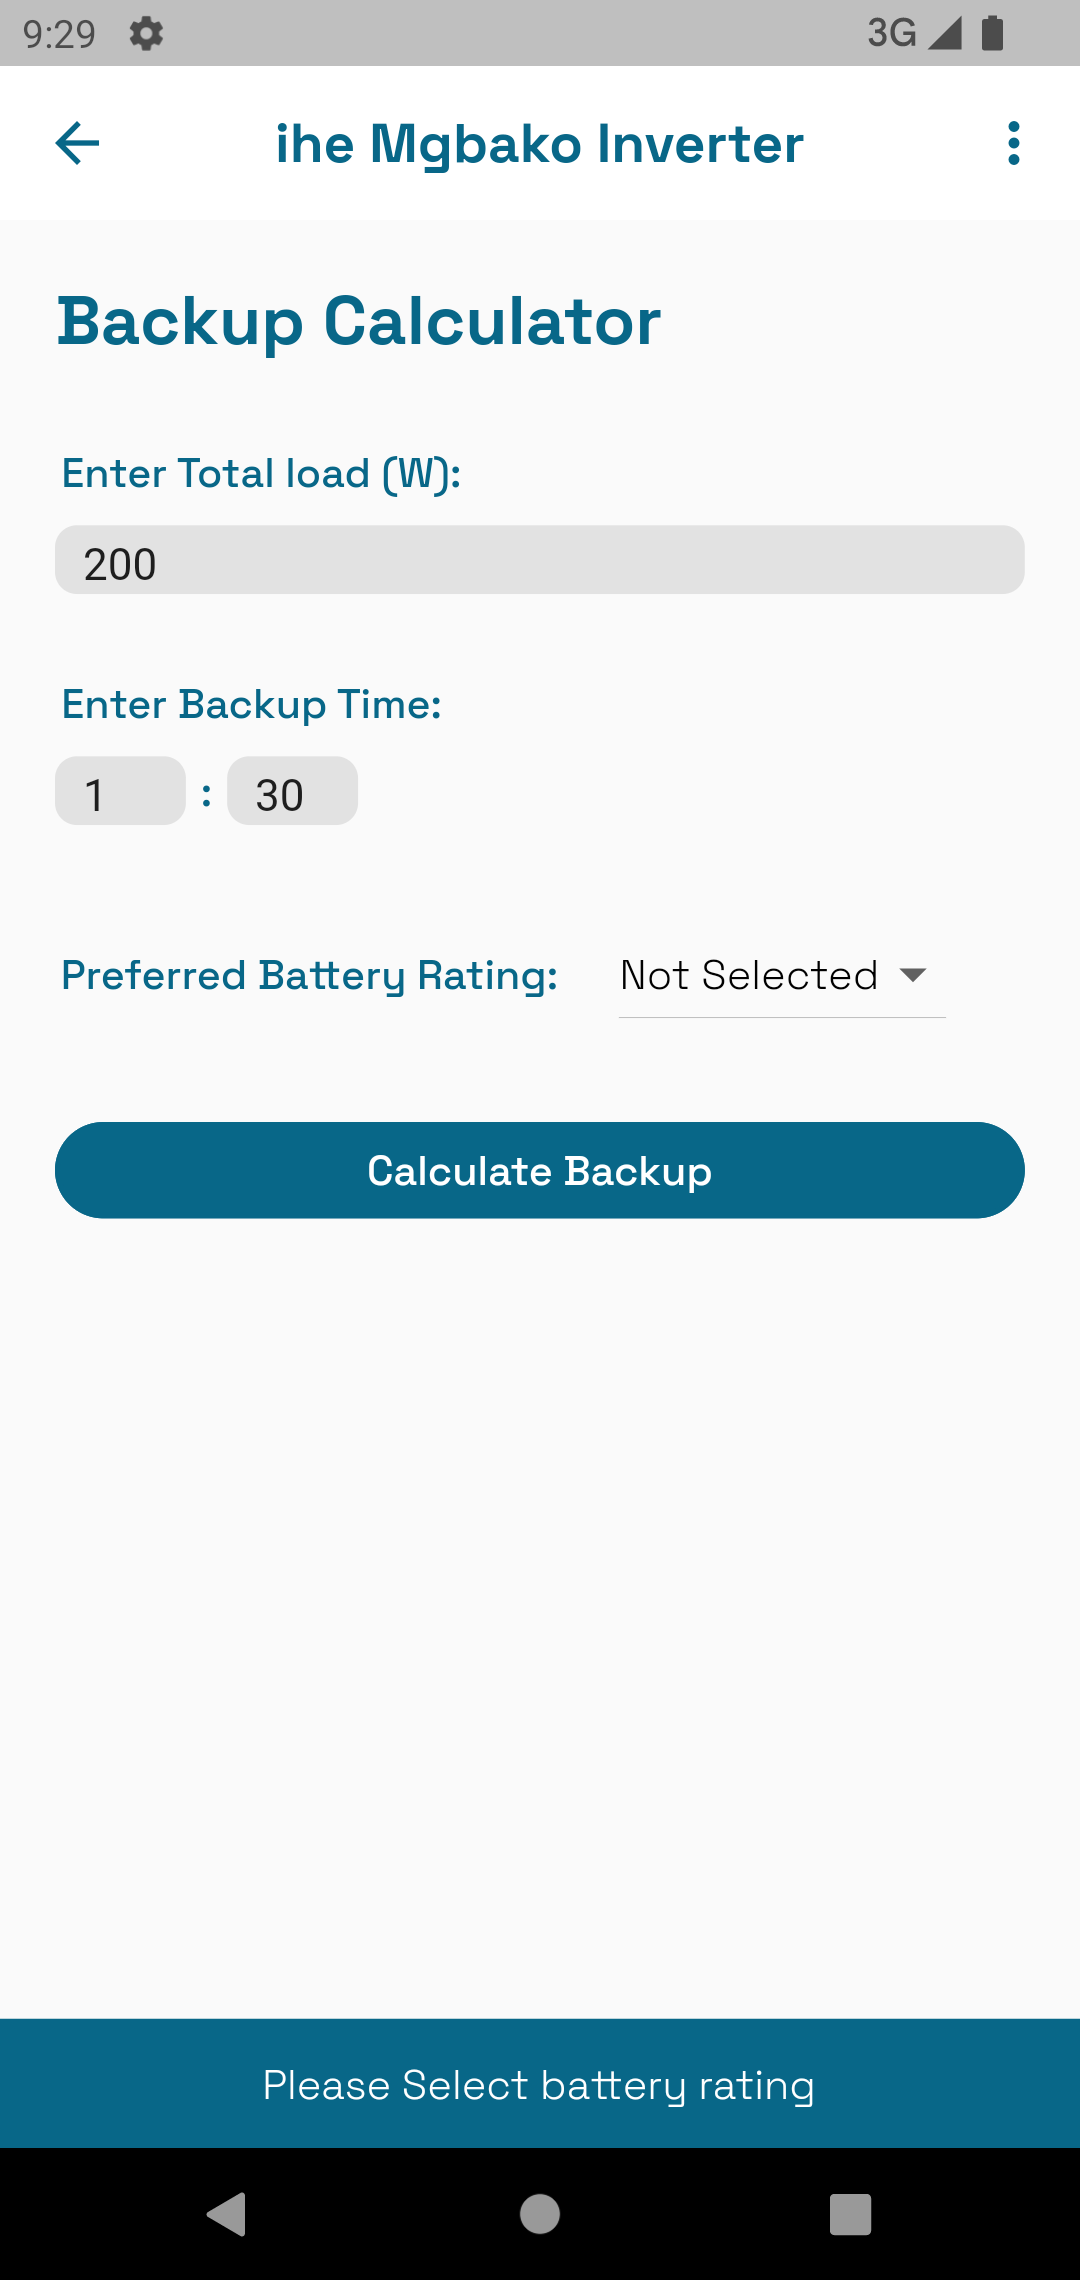 9:29 3G
ihe Mgbako Inverter
Backup Calculator
Enter Total load (W):
200
Enter Backup Time:
1 : 30
Preferred Battery Rating: Not Selected
Calculate Backup
Please Select battery rating